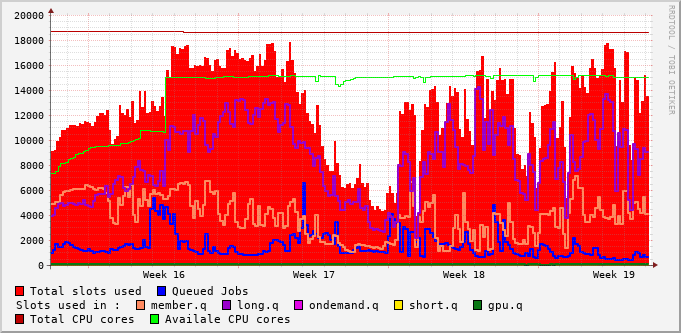 20000
18000
16000
14000
12000
10000
8000
6000
4000
2000
0
Week 16 Week 17 Week 18 Week 19
RRDTOOL / TOBI OETIKER
Total slots used Queued Jobs
Slots used in : member.q long.q ondemand.q short.q gpu.q
Total CPU cores Availale CPU cores